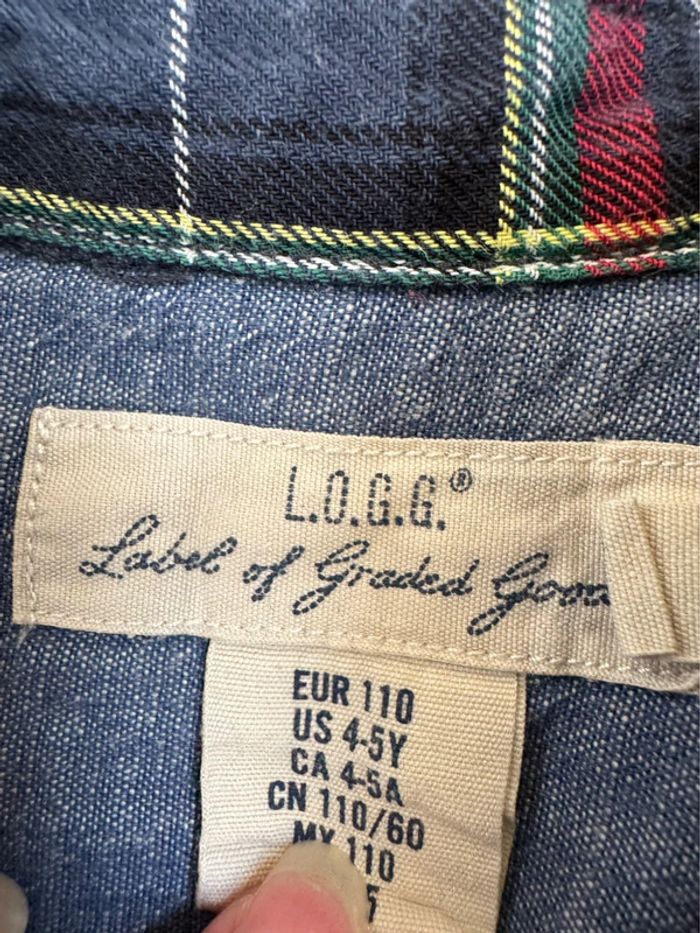 L.O.G.G.®
Label of Graded
EUR 110
US 4-5Y
CA 4-5A
CN 110/60
MX 110